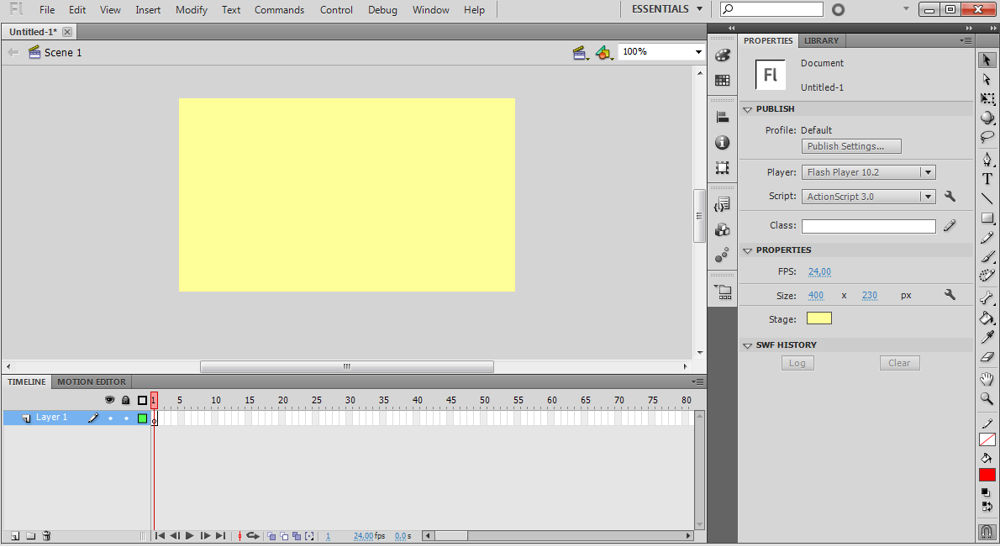 Fl File Edit View Insert Modify Text Commands Control Debug Window Help ESSENTIALS
Untitled-1*
Scene 1 100%
PROPERTIES LIBRARY
Fl
Document
Untitled-1
PUBLISH
Profile: Default
Publish Settings...
Player: Flash Player 10.2
Script: ActionScript 3.0
Class:
PROPERTIES
FPS: 24,00
Size: 400 x 230 px
Stage:
SWF HISTORY
Log Clear
TIMELINE MOTION EDITOR
1 5 10 15 20 25 30 35 40 45 50 55 60 65 70 75 80
Layer 1
1 24,00 fps 0,0 s
T